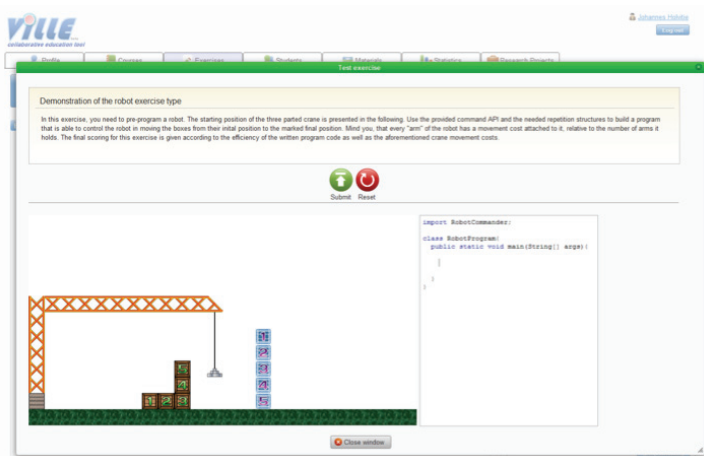 ViLLE
collaborative education tool
Johannes Holvitie
Log out
Profile
Courses
Exercises
Students
Materials
Statistics
Research Projects
Test exercise
Demonstration of the robot exercise type
In this exercise, you need to pre-program a robot. The starting position of the three parted crane is presented in the following. Use the provided command API and the needed repetition structures to build a program
that is able to control the robot in moving the boxes from their inital position to the marked final position. Mind you, that every "arm" of the robot has a movement cost attached to it, relative to the number of arms it
holds. The final scoring for this exercise is given according to the efficiency of the written program code as well as the aforementioned crane movement costs.
Submit
Reset
import RobotCommander;
class RobotProgram{
public static void main(String[] args){
}
}
Close window